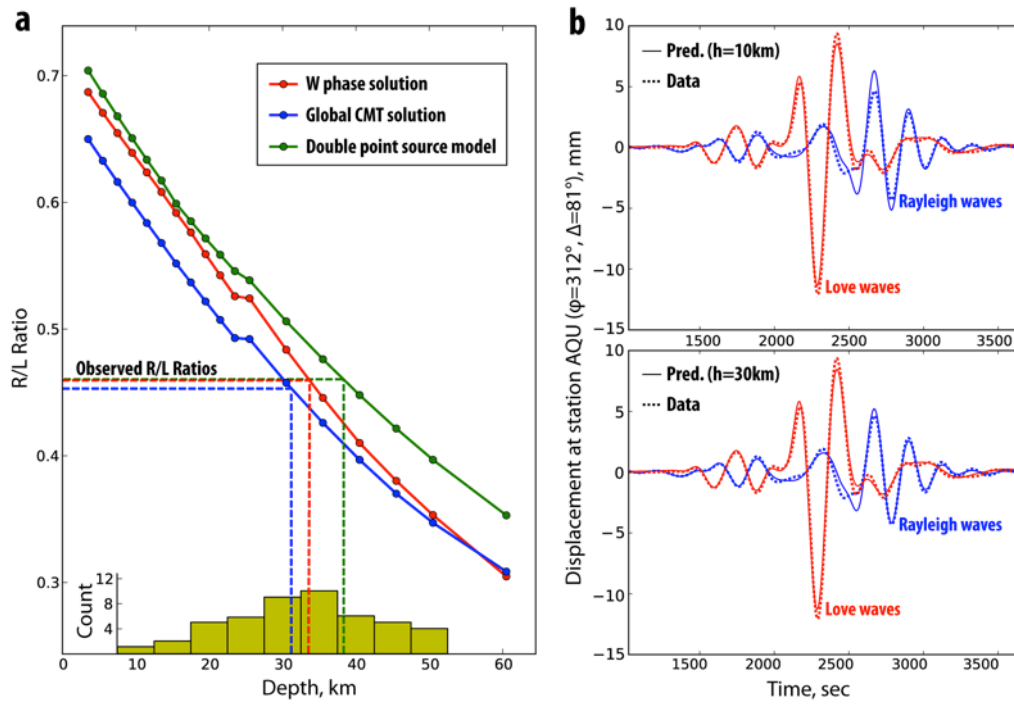 a
R/L Ratio
0.7
0.6
0.5
0.4
0.3
W phase solution
Global CMT solution
Double point source model
Observed R/L Ratios
Count
12
8
4
0
10
20
30
40
50
60
Depth, km
b
Displacement at station AQU (φ=312°, Δ=81°), mm
10
5
0
−5
−10
−15
Pred. (h=10km)
Data
Rayleigh waves
Love waves
1500
2000
2500
3000
3500
10
5
0
−5
−10
−15
Pred. (h=30km)
Data
Rayleigh waves
Love waves
1500
2000
2500
3000
3500
Time, sec